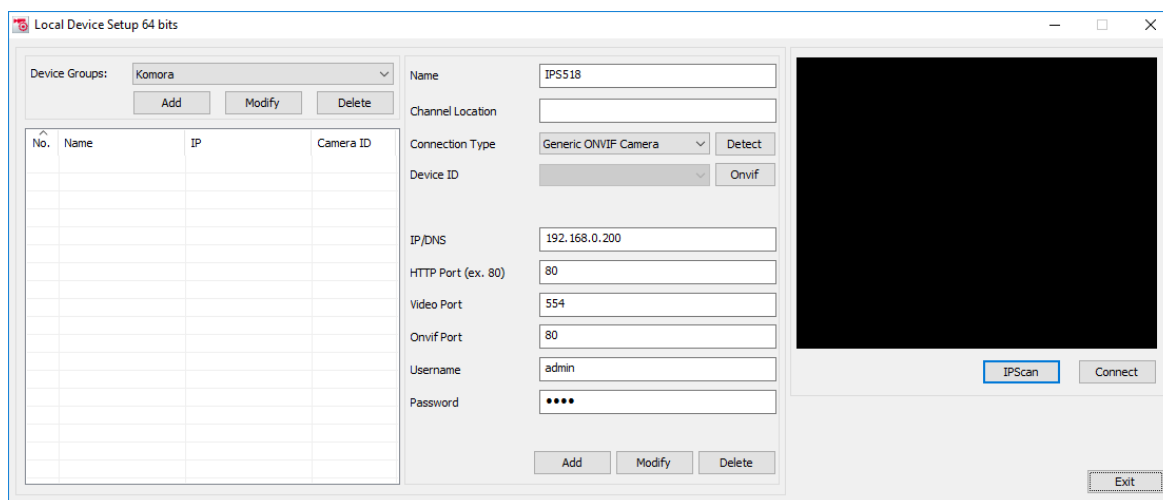 Local Device Setup 64 bits
Device Groups: Komora
Add Modify Delete
No. Name IP Camera ID
Name IPS518
Channel Location
Connection Type Generic ONVIF Camera Detect
Device ID Onvif
IP/DNS 192.168.0.200
HTTP Port (ex. 80) 80
Video Port 554
Onvif Port 80
Username admin
Password ••••
Add Modify Delete
IPScan Connect
Exit